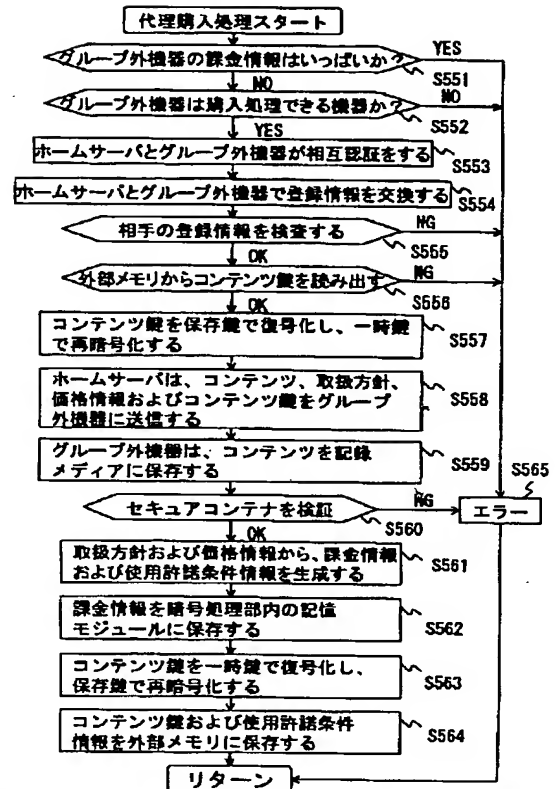 代理購入処理スタート
グループ外機器の課金情報はいっぱいか?
YES
S551
NO
グループ外機器は購入処理できる機器か?
NO
S552
YES
ホームサーバとグループ外機器が相互認証をする
S553
ホームサーバとグループ外機器で登録情報を交換する
S554
相手の登録情報を検査する
NG
S555
OK
外部メモリからコンテンツ鍵を読み出す
NG
S556
OK
コンテンツ鍵を保存鍵で復号化し、一時鍵
で再暗号化する
S557
ホームサーバは、コンテンツ、取扱方針、
価格情報およびコンテンツ鍵をグループ
外機器に送信する
S558
グループ外機器は、コンテンツを記録
メディアに保存する
S559
セキュアコンテナを検証
NG
S560
エラー
S565
OK
取扱方針および価格情報から、課金情報
および使用許諾条件情報を生成する
S561
課金情報を暗号処理部内の記憶
モジュールに保存する
S562
コンテンツ鍵を一時鍵で復号化し、
保存鍵で再暗号化する
S563
コンテンツ鍵および使用許諾条件
情報を外部メモリに保存する
S564
リターン